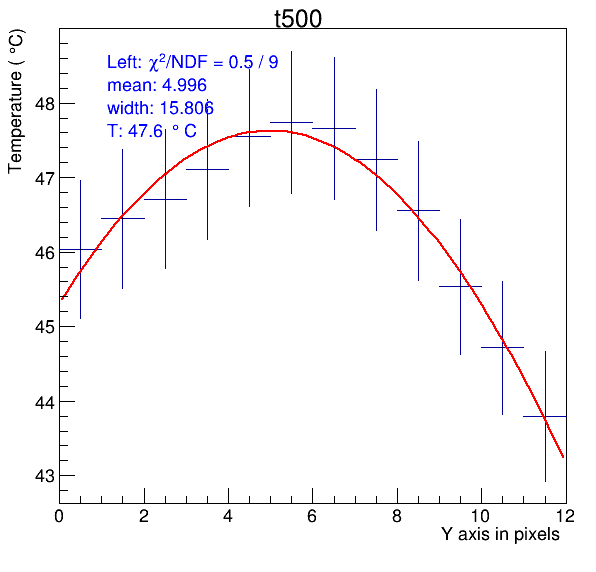 t500
Temperature ( °C)
Left: χ²/NDF = 0.5 / 9
mean: 4.996
width: 15.806
T: 47.6 ° C
48
47
46
45
44
43
0 2 4 6 8 10 12
Y axis in pixels